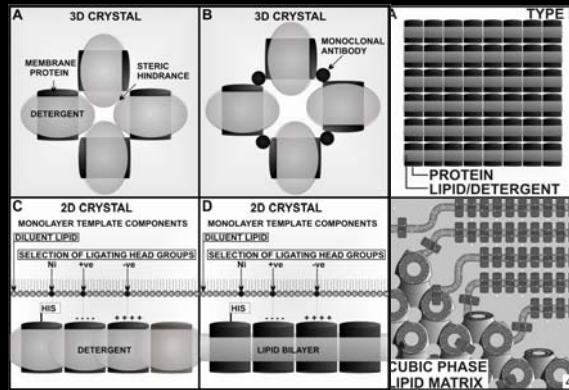 A
3D CRYSTAL
MEMBRANE
PROTEIN
STERIC
HINDRANCE
DETERGENT
B
3D CRYSTAL
MONOCLONAL
ANTIBODY
A
TYPE I
PROTEIN
LIPID/DETERGENT
C
2D CRYSTAL
MONOLAYER TEMPLATE COMPONENTS
DILUENT LIPID
SELECTION OF LIGATING HEAD GROUPS
Ni
+ve
-ve
HIS
- - - -
++++
DETERGENT
D
2D CRYSTAL
MONOLAYER TEMPLATE COMPONENTS
DILUENT LIPID
SELECTION OF LIGATING HEAD GROUPS
Ni
+ve
-ve
HIS
- - - -
++++
LIPID BILAYER
CUBIC PHASE
LIPID MATRIX